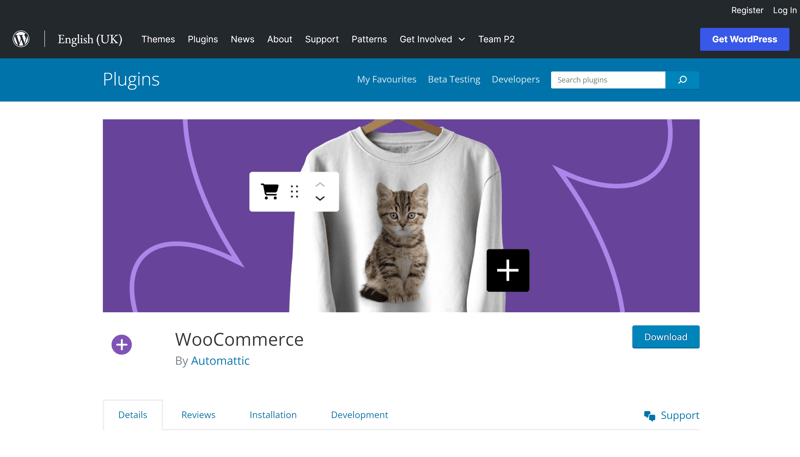 Register Log In
English (UK) Themes Plugins News About Support Patterns Get Involved Team P2 Get WordPress
Plugins My Favourites Beta Testing Developers Search plugins
WooCommerce
Download
By Automattic
Details Reviews Installation Development Support